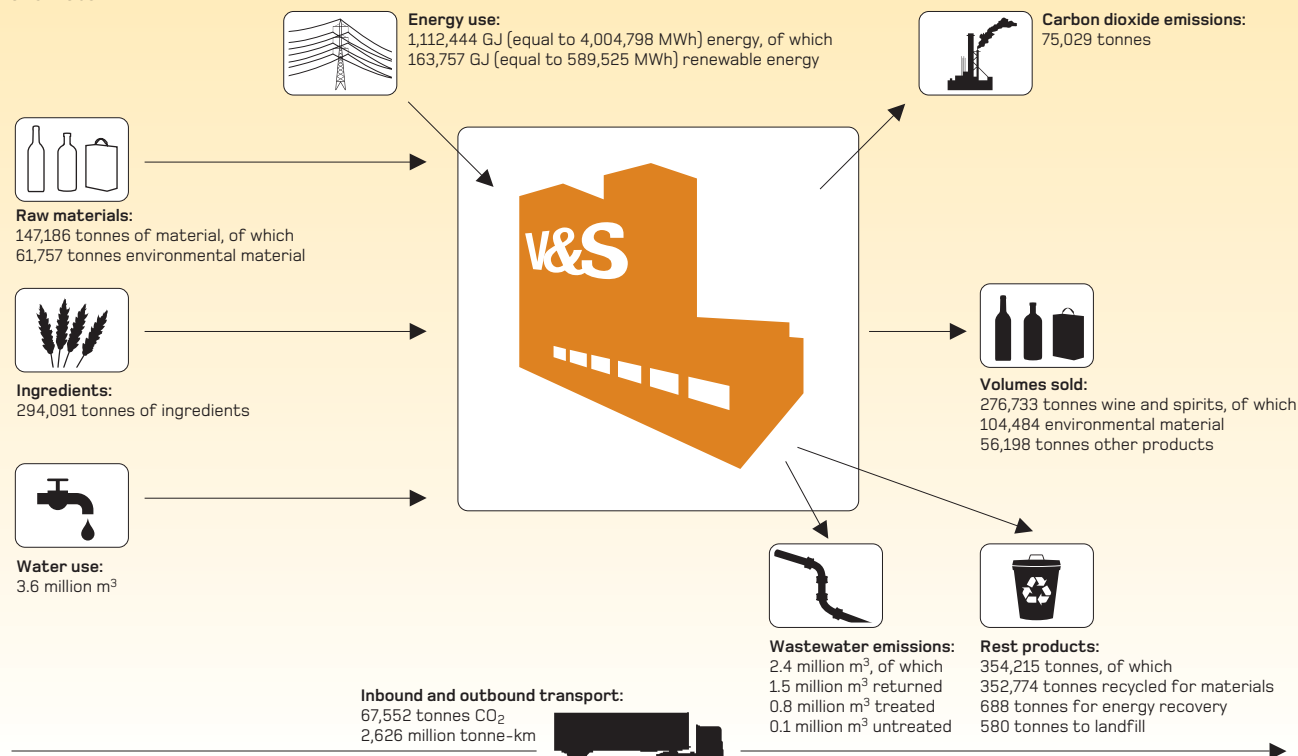 Energy use:
1,112,444 GJ (equal to 4,004,798 MWh) energy, of which
163,757 GJ (equal to 589,525 MWh) renewable energy
Carbon dioxide emissions:
75,029 tonnes
Raw materials:
147,186 tonnes of material, of which
61,757 tonnes environmental material
V&S
Ingredients:
294,091 tonnes of ingredients
Volumes sold:
276,733 tonnes wine and spirits, of which
104,484 environmental material
56,198 tonnes other products
Water use:
3.6 million m³
Wastewater emissions:
2.4 million m³, of which
1.5 million m³ returned
0.8 million m³ treated
0.1 million m³ untreated
Rest products:
354,215 tonnes, of which
352,774 tonnes recycled for materials
688 tonnes for energy recovery
580 tonnes to landfill
Inbound and outbound transport:
67,552 tonnes CO₂
2,626 million tonne-km